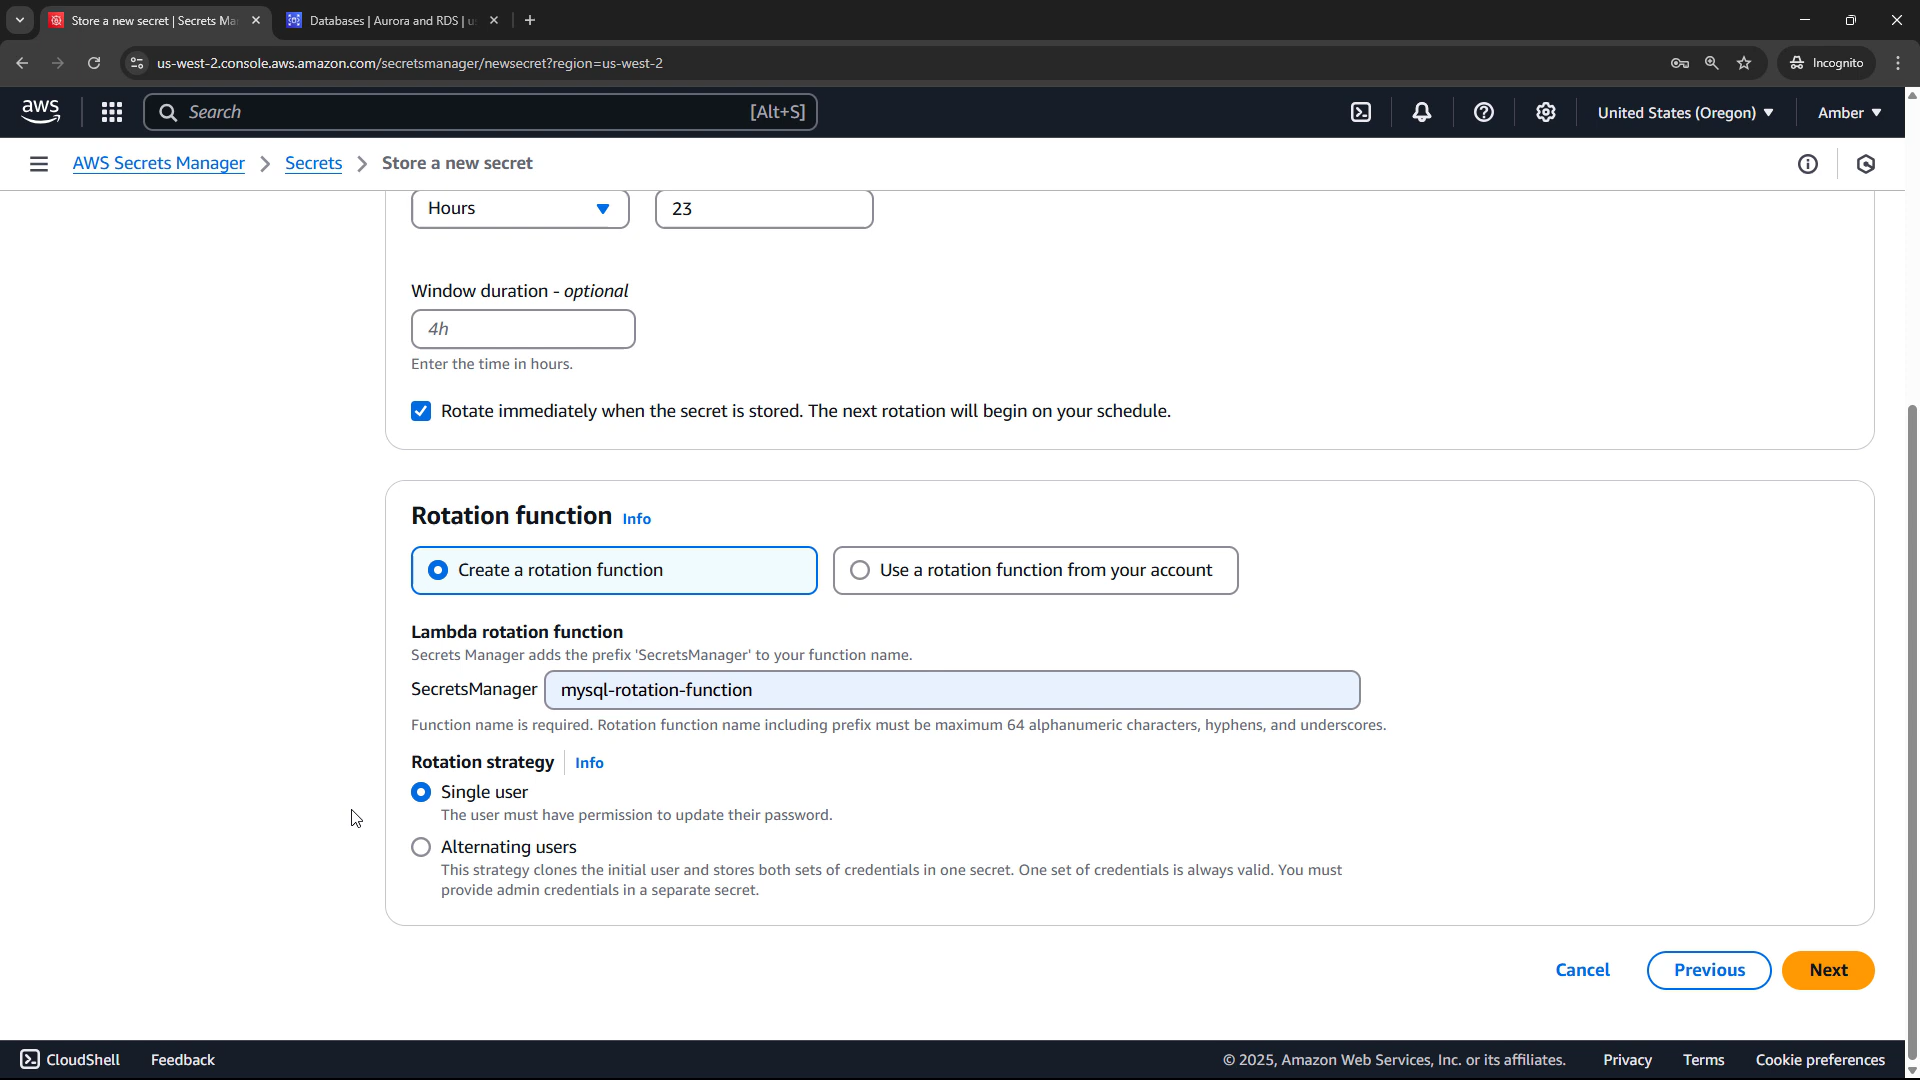 Store a new secret | Secrets Ma
Databases | Aurora and RDS | u
us-west-2.console.aws.amazon.com/secretsmanager/newsecret?region=us-west-2
Incognito
aws
Search
[Alt+S]
United States (Oregon)
Amber
AWS Secrets Manager
Secrets
Store a new secret
Hours
23
Window duration - optional
4h
Enter the time in hours.
Rotate immediately when the secret is stored. The next rotation will begin on your schedule.
Rotation function Info
Create a rotation function
Use a rotation function from your account
Lambda rotation function
Secrets Manager adds the prefix 'SecretsManager' to your function name.
SecretsManager
mysql-rotation-function
Function name is required. Rotation function name including prefix must be maximum 64 alphanumeric characters, hyphens, and underscores.
Rotation strategy
Info
Single user
The user must have permission to update their password.
Alternating users
This strategy clones the initial user and stores both sets of credentials in one secret. One set of credentials is always valid. You must
provide admin credentials in a separate secret.
Cancel
Previous
Next
CloudShell
Feedback
© 2025, Amazon Web Services, Inc. or its affiliates.
Privacy
Terms
Cookie preferences